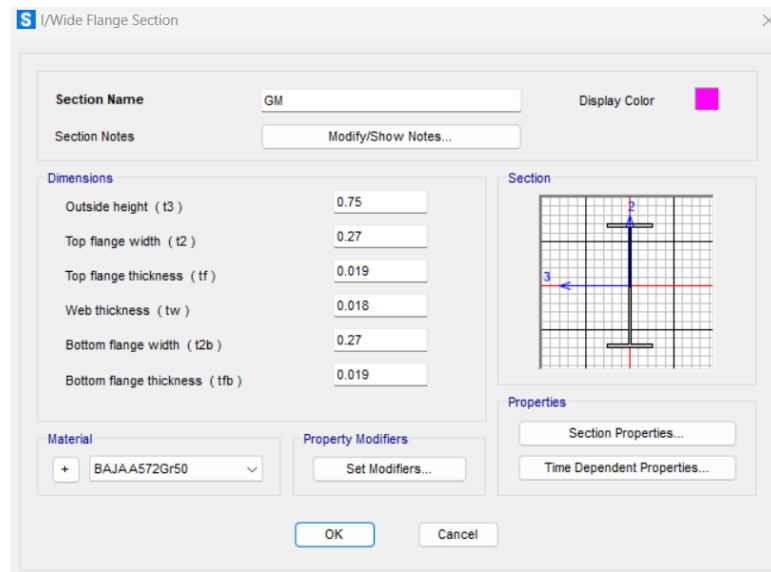 S I/Wide Flange Section
Section Name GM Display Color
Section Notes Modify/Show Notes...
Dimensions
Outside height ( t3 ) 0.75
Top flange width ( t2 ) 0.27
Top flange thickness ( tf ) 0.019
Web thickness ( tw ) 0.018
Bottom flange width ( t2b ) 0.27
Bottom flange thickness ( tfb ) 0.019
Section
2
3
Properties
Section Properties...
Time Dependent Properties...
Material
+ BAJAA572Gr50
Property Modifiers
Set Modifiers...
OK Cancel